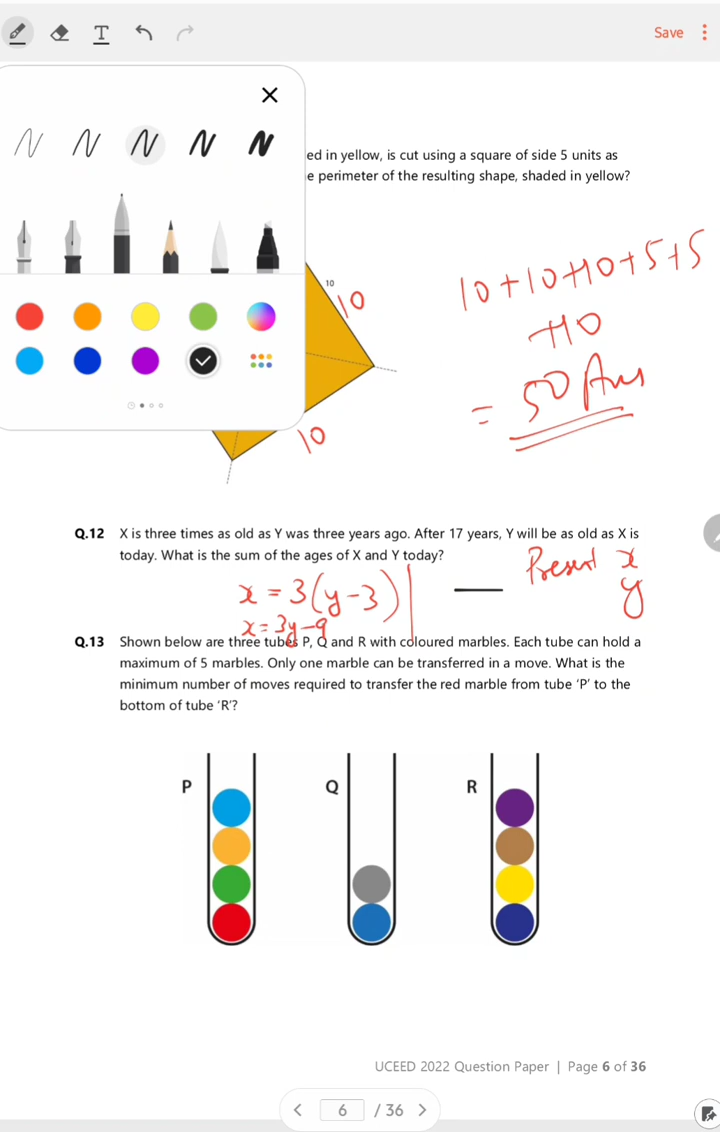 T
Save
ed in yellow, is cut using a square of side 5 units as
e perimeter of the resulting shape, shaded in yellow?
10
10
10+10+10+5+5
+10
= 50 Ans
10
Q.12 X is three times as old as Y was three years ago. After 17 years, Y will be as old as X is
today. What is the sum of the ages of X and Y today?
Present x
y
x = 3(y-3)
x = 3y-9
Q.13 Shown below are three tubes P, Q and R with coloured marbles. Each tube can hold a
maximum of 5 marbles. Only one marble can be transferred in a move. What is the
minimum number of moves required to transfer the red marble from tube ‘P’ to the
bottom of tube ‘R’?
P Q R
UCEED 2022 Question Paper | Page 6 of 36
6 / 36